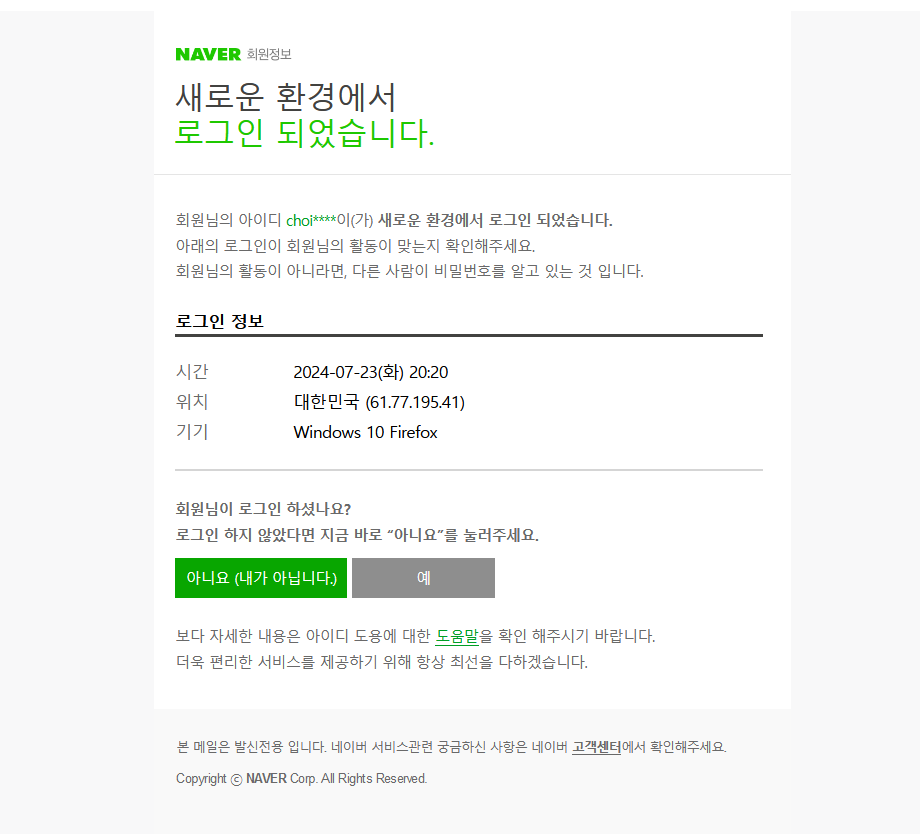 NAVER 회원정보
새로운 환경에서
로그인 되었습니다.
회원님의 아이디 choi****이(가) 새로운 환경에서 로그인 되었습니다.
아래의 로그인이 회원님의 활동이 맞는지 확인해주세요.
회원님의 활동이 아니라면, 다른 사람이 비밀번호를 알고 있는 것 입니다.
로그인 정보
시간 2024-07-23(화) 20:20
위치 대한민국 (61.77.195.41)
기기 Windows 10 Firefox
회원님이 로그인 하셨나요?
로그인 하지 않았다면 지금 바로 “아니요”를 눌러주세요.
아니요 (내가 아닙니다.) 예
보다 자세한 내용은 아이디 도용에 대한 도움말을 확인 해주시기 바랍니다.
더욱 편리한 서비스를 제공하기 위해 항상 최선을 다하겠습니다.
본 메일은 발신전용 입니다. 네이버 서비스관련 궁금하신 사항은 네이버 고객센터에서 확인해주세요.
Copyright ⓒ NAVER Corp. All Rights Reserved.